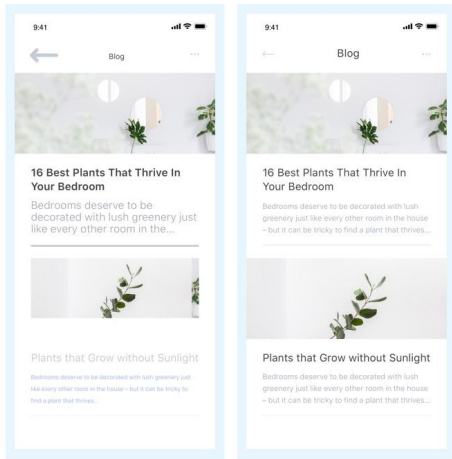 9:41
Blog
...
16 Best Plants That Thrive In
Your Bedroom
Bedrooms deserve to be
decorated with lush greenery just
like every other room in the...
Plants that Grow without Sunlight
Bedrooms deserve to be decorated with lush greenery just
like every other room in the house – but it can be tricky to
find a plant that thrives...
9:41
Blog
...
16 Best Plants That Thrive In
Your Bedroom
Bedrooms deserve to be decorated with lush
greenery just like every other room in the house
– but it can be tricky to find a plant that thrives...
Plants that Grow without Sunlight
Bedrooms deserve to be decorated with lush
greenery just like every other room in the house
– but it can be tricky to find a plant that thrives...